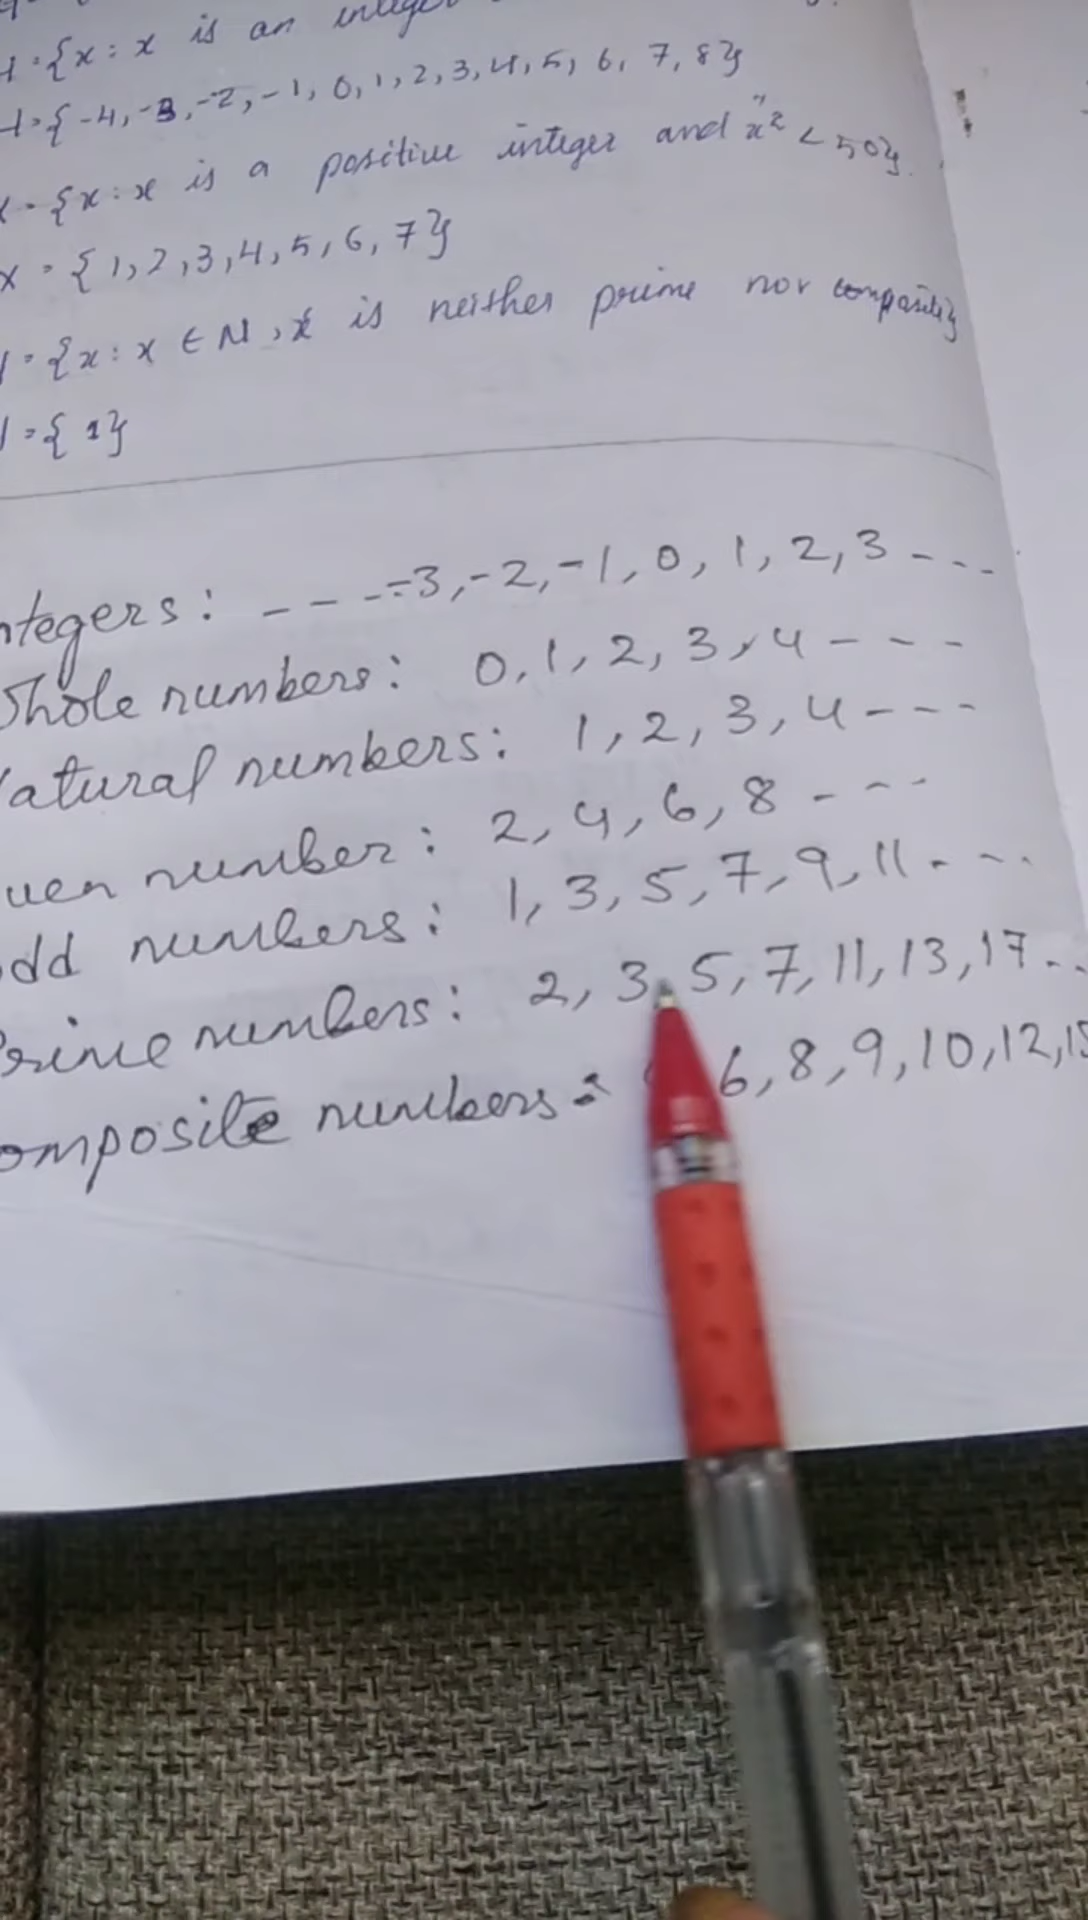 = {x : x is an integer
= {-4, -3, -2, -1, 0, 1, 2, 3, 4, 5, 6, 7, 8}
= {x : x is a positive integer and x² < 50}.
x = {1, 2, 3, 4, 5, 6, 7}
= {x : x ∈ N, x is neither prime nor composite}
= {1}
ntegers : - - - -3, -2, -1, 0, 1, 2, 3 - - -
hole numbers : 0, 1, 2, 3, 4 - - -
atural numbers : 1, 2, 3, 4 - - -
uen number : 2, 4, 6, 8 - - -
dd numbers : 1, 3, 5, 7, 9, 11 - - -
rime numbers : 2, 3, 5, 7, 11, 13, 17 - -
omposite numbers : 6, 8, 9, 10, 12, 15